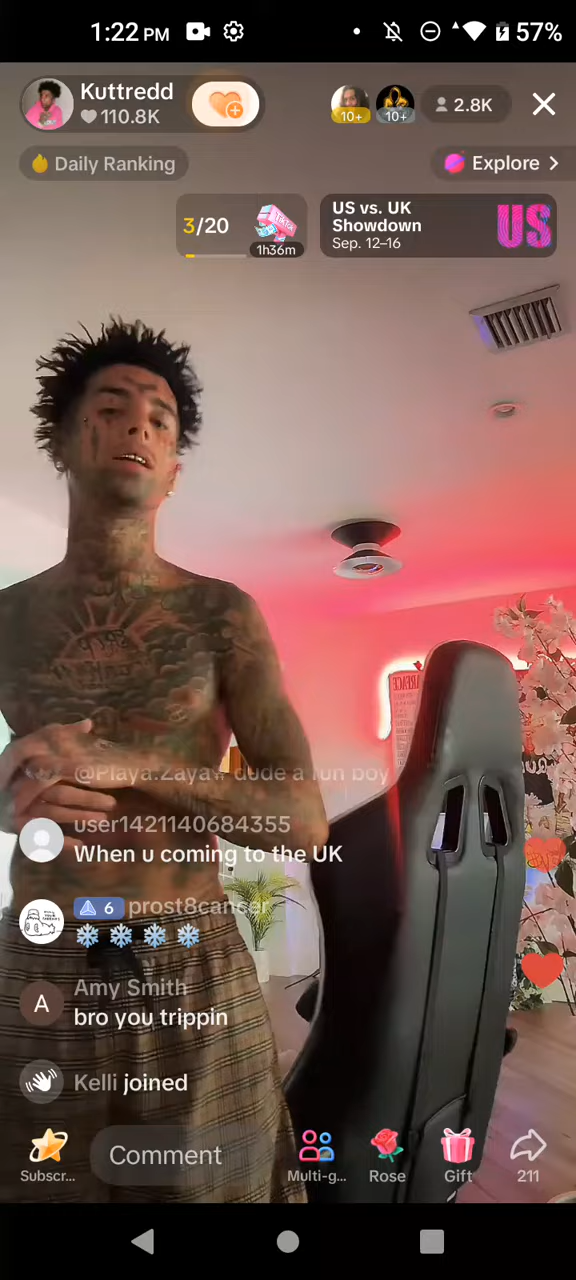 1:22 PM
57%
Kuttredd
110.8K
10+
10+
2.8K
Daily Ranking
Explore >
3/20
TikTok
1h36m
US vs. UK
Showdown
Sep. 12–16
US
@Playa.Zaya# dude a fun boy
user1421140684355
When u coming to the UK
6 prost8cancer
❄️ ❄️ ❄️ ❄️
A
Amy Smith
bro you trippin
Kelli joined
Comment
Subscr...
Multi-g...
Rose
Gift
211